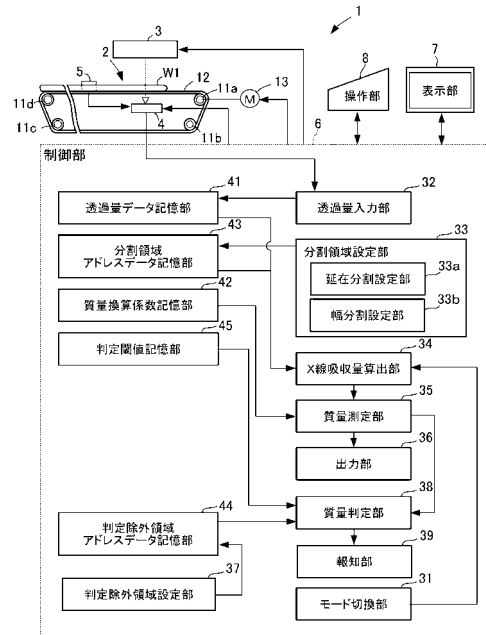 1
3
8
7
5
2
W1
12
11a
13
M
操作部
表示部
11d
11c
4
11b
6
制御部
41
32
透過量データ記憶部
透過量入力部
43
33
分割領域
アドレスデータ記憶部
分割領域設定部
33a
延在分割設定部
42
33b
質量換算係数記憶部
幅分割設定部
45
34
判定閾値記憶部
X線吸収量算出部
35
質量測定部
36
出力部
44
38
判定除外領域
アドレスデータ記憶部
質量判定部
39
37
報知部
31
判定除外領域設定部
モード切換部